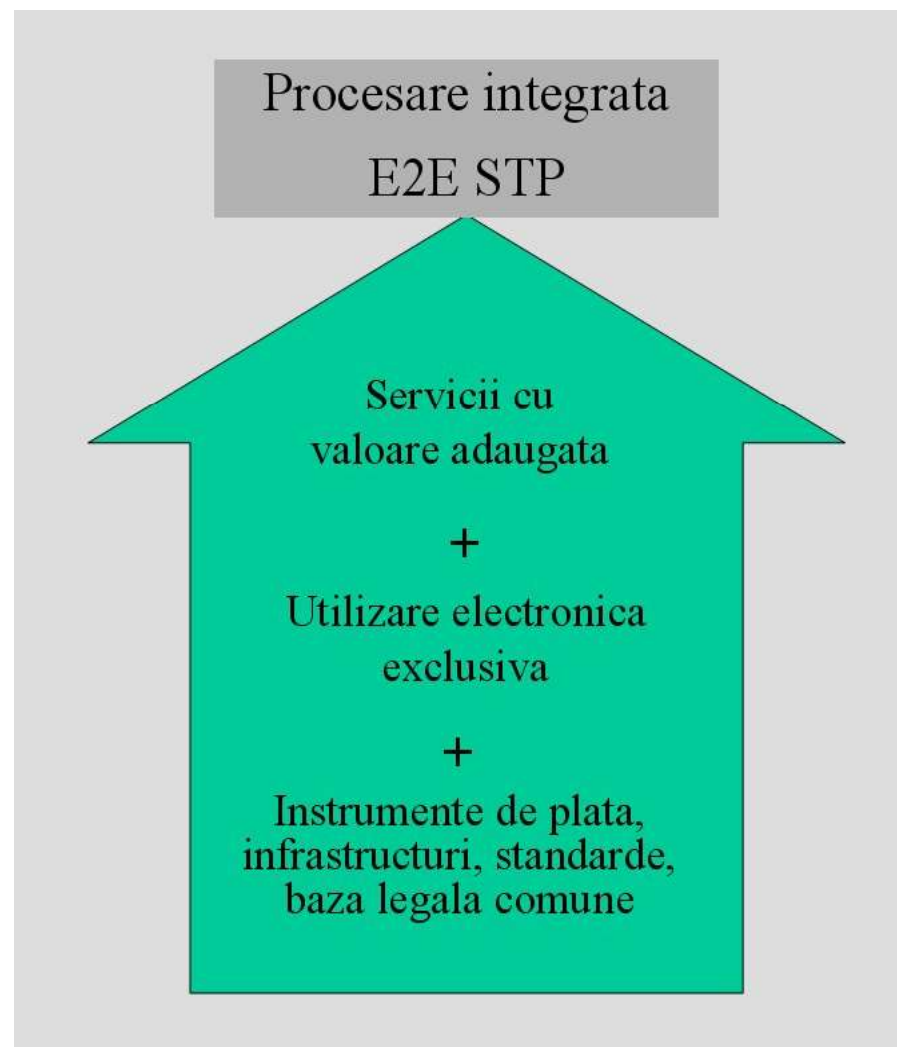 Procesare integrata
E2E STP
Servicii cu
valoare adaugata
+
Utilizare electronica
exclusiva
+
Instrumente de plata,
infrastructuri, standarde,
baza legala comune